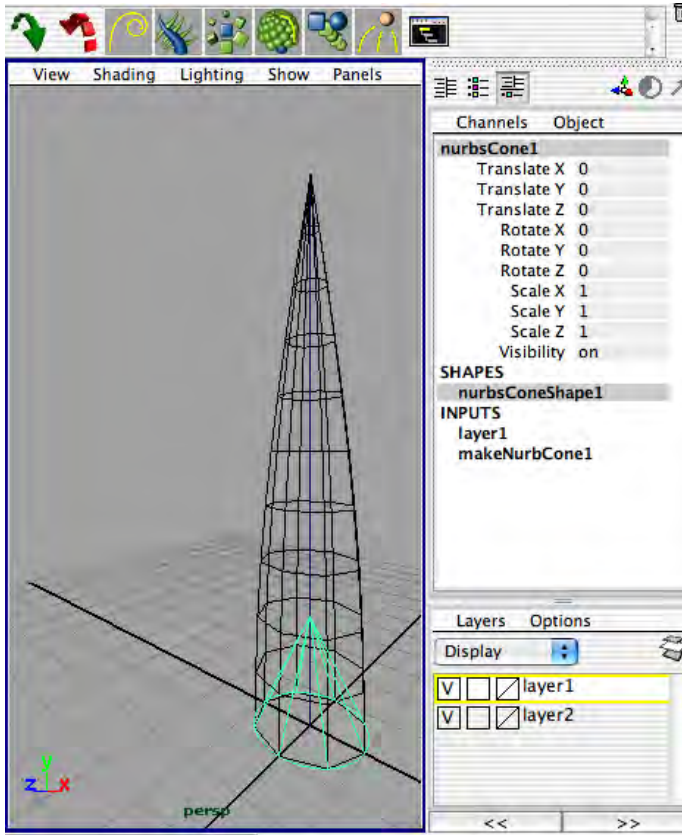 View Shading Lighting Show Panels
Channels Object
nurbsCone1
Translate X 0
Translate Y 0
Translate Z 0
Rotate X 0
Rotate Y 0
Rotate Z 0
Scale X 1
Scale Y 1
Scale Z 1
Visibility on
SHAPES
nurbsConeShape1
INPUTS
layer1
makeNurbCone1
Layers Options
Display
V layer1
V layer2
<< >>
y
z x
persp